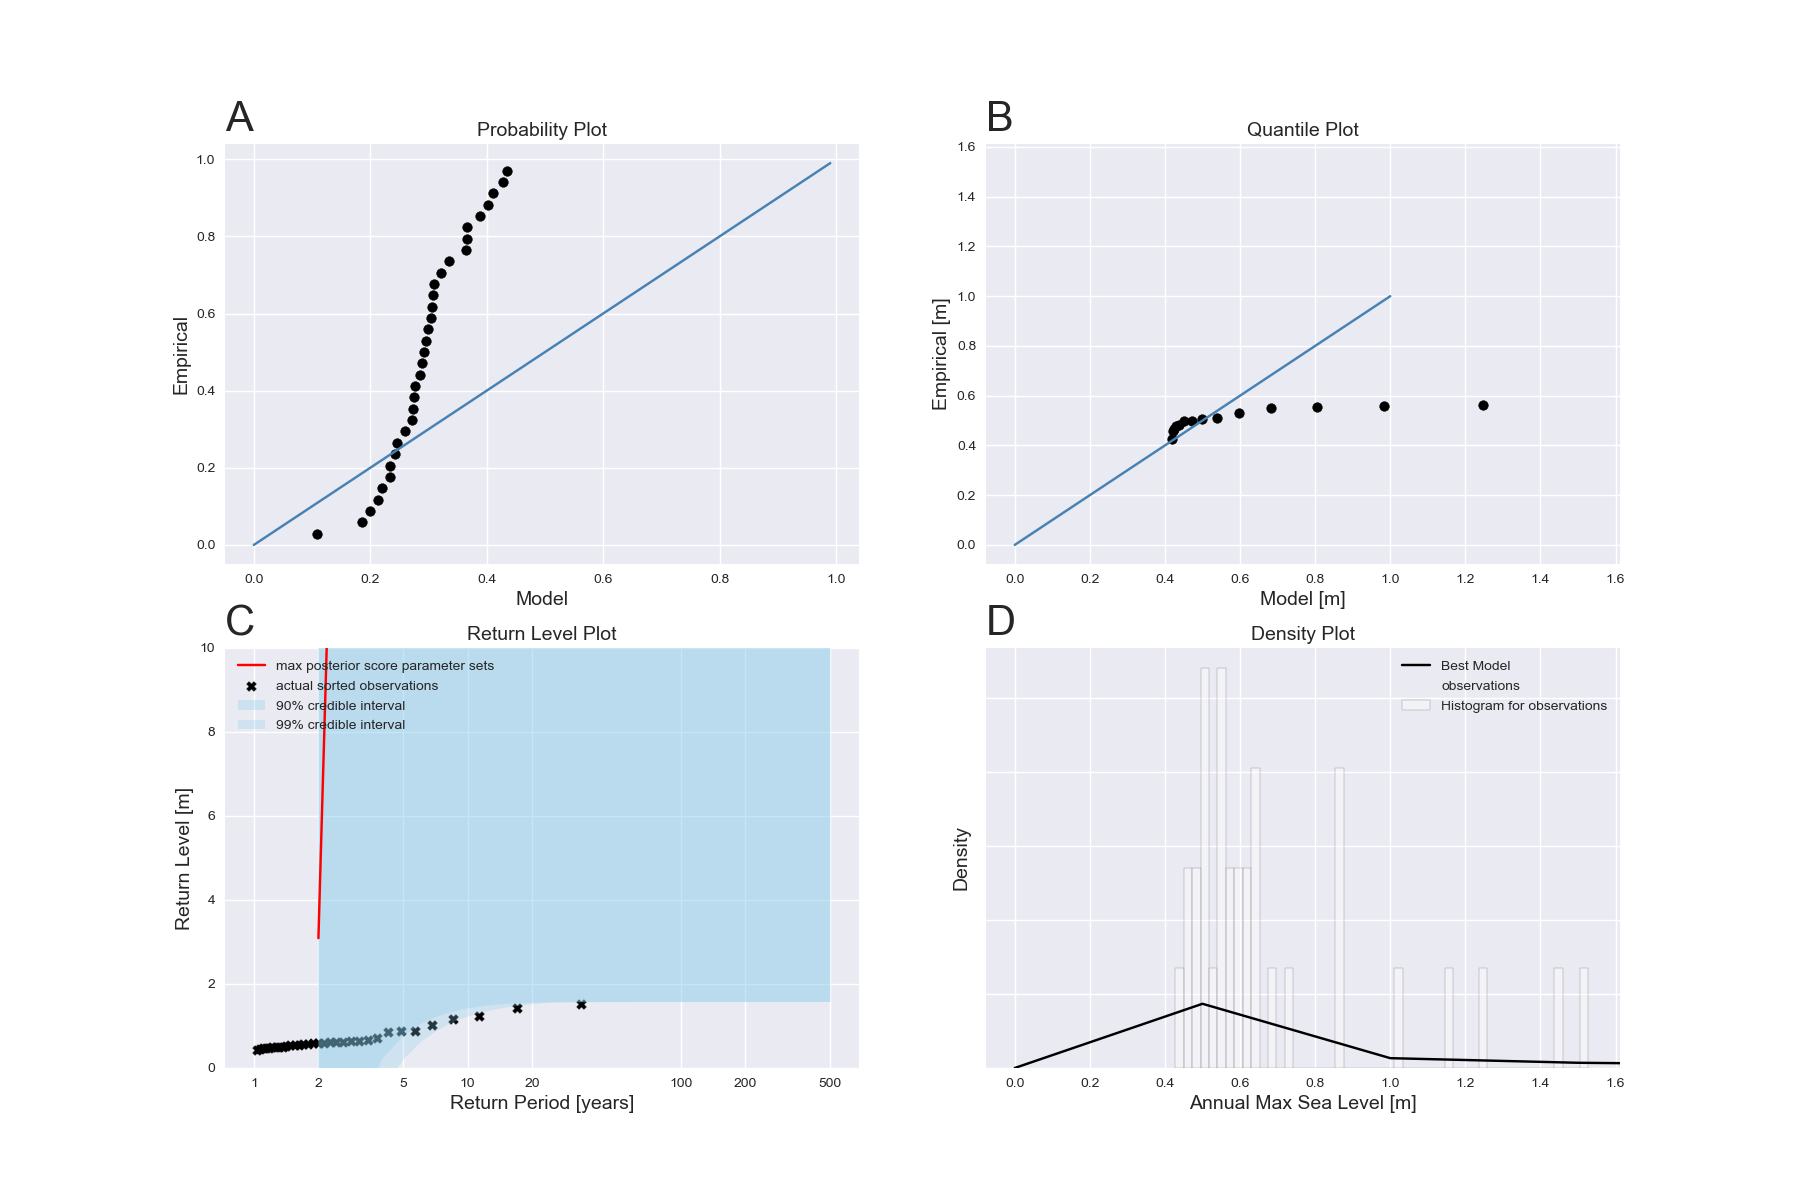 A
Probability Plot
1.0
0.8
0.6
0.4
0.2
0.0
Empirical
0.0 0.2 0.4 0.6 0.8 1.0
Model
B
Quantile Plot
1.6
1.4
1.2
1.0
0.8
0.6
0.4
0.2
0.0
Empirical [m]
0.0 0.2 0.4 0.6 0.8 1.0 1.2 1.4 1.6
Model [m]
C
Return Level Plot
max posterior score parameter sets
actual sorted observations
90% credible interval
99% credible interval
10
8
6
4
2
0
Return Level [m]
1 2 5 10 20 100 200 500
Return Period [years]
D
Density Plot
Best Model
observations
Histogram for observations
Density
0.0 0.2 0.4 0.6 0.8 1.0 1.2 1.4 1.6
Annual Max Sea Level [m]